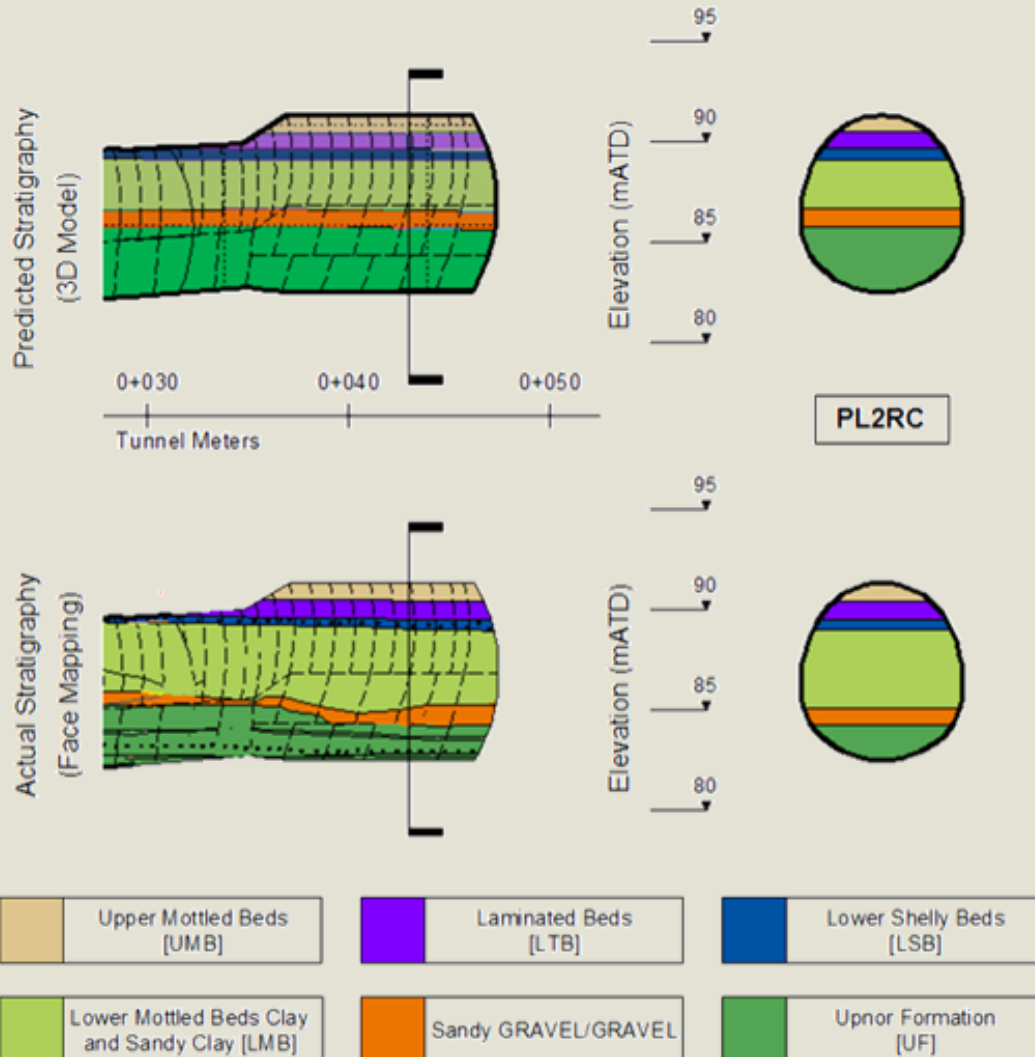 95
Predicted Stratigraphy
(3D Model)
Elevation (mATD)
90
85
80
0+030
0+040
0+050
Tunnel Meters
PL2RC
95
Actual Stratigraphy
(Face Mapping)
Elevation (mATD)
90
85
80
Upper Mottled Beds
[UMB]
Laminated Beds
[LTB]
Lower Shelly Beds
[LSB]
Lower Mottled Beds Clay
and Sandy Clay [LMB]
Sandy GRAVEL/GRAVEL
Upnor Formation
[UF]